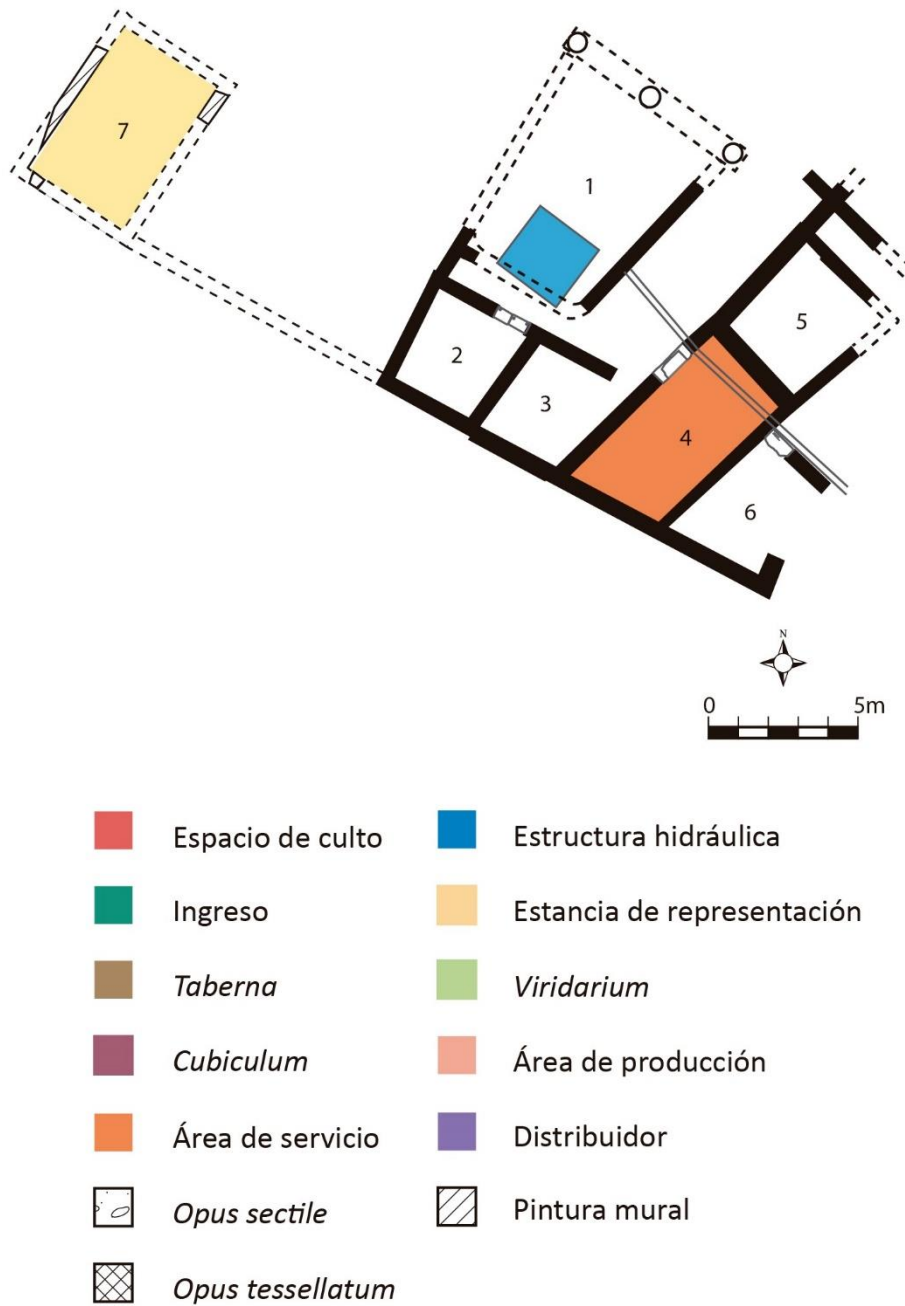 7
1
2
3
4
5
6
N
0 5m
Espacio de culto
Ingreso
Taberna
Cubiculum
Área de servicio
Opus sectile
Opus tessellatum
Estructura hidráulica
Estancia de representación
Viridarium
Área de producción
Distribuidor
Pintura mural